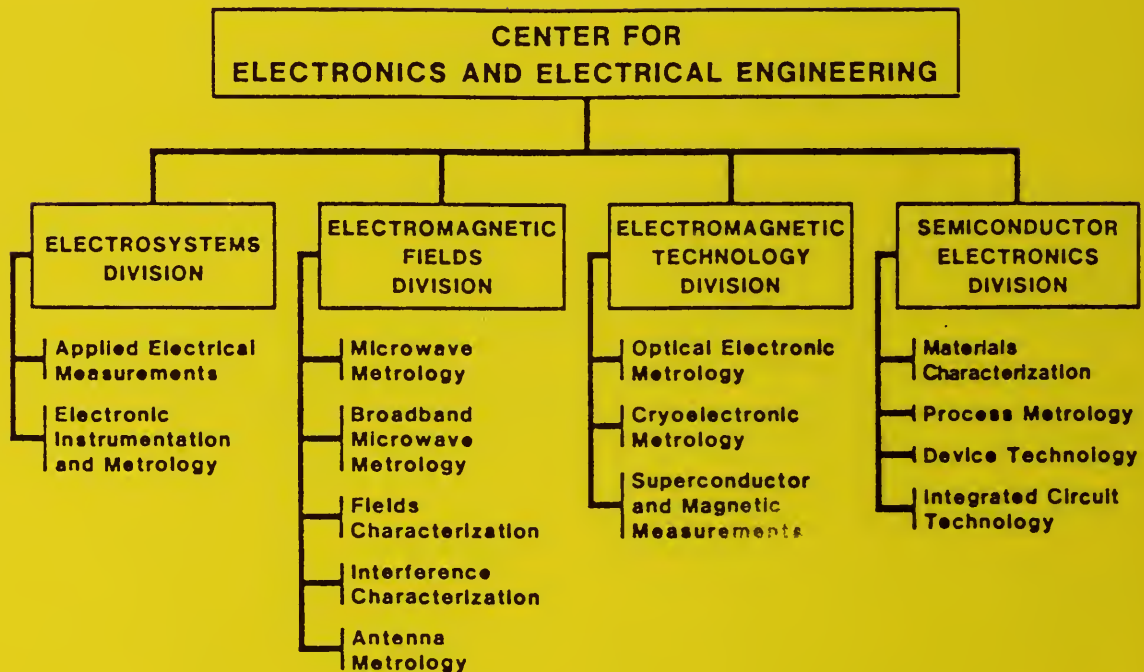 CENTER FOR
ELECTRONICS AND ELECTRICAL ENGINEERING
ELECTROSYSTEMS
DIVISION
Applied Electrical
Measurements
Electronic
Instrumentation
and Metrology
ELECTROMAGNETIC
FIELDS
DIVISION
Microwave
Metrology
Broadband
Microwave
Metrology
Fields
Characterization
Interference
Characterization
Antenna
Metrology
ELECTROMAGNETIC
TECHNOLOGY
DIVISION
Optical Electronic
Metrology
Cryoelectronic
Metrology
Superconductor
and Magnetic
Measurements
SEMICONDUCTOR
ELECTRONICS
DIVISION
Materials
Characterization
Process Metrology
Device Technology
Integrated Circuit
Technology